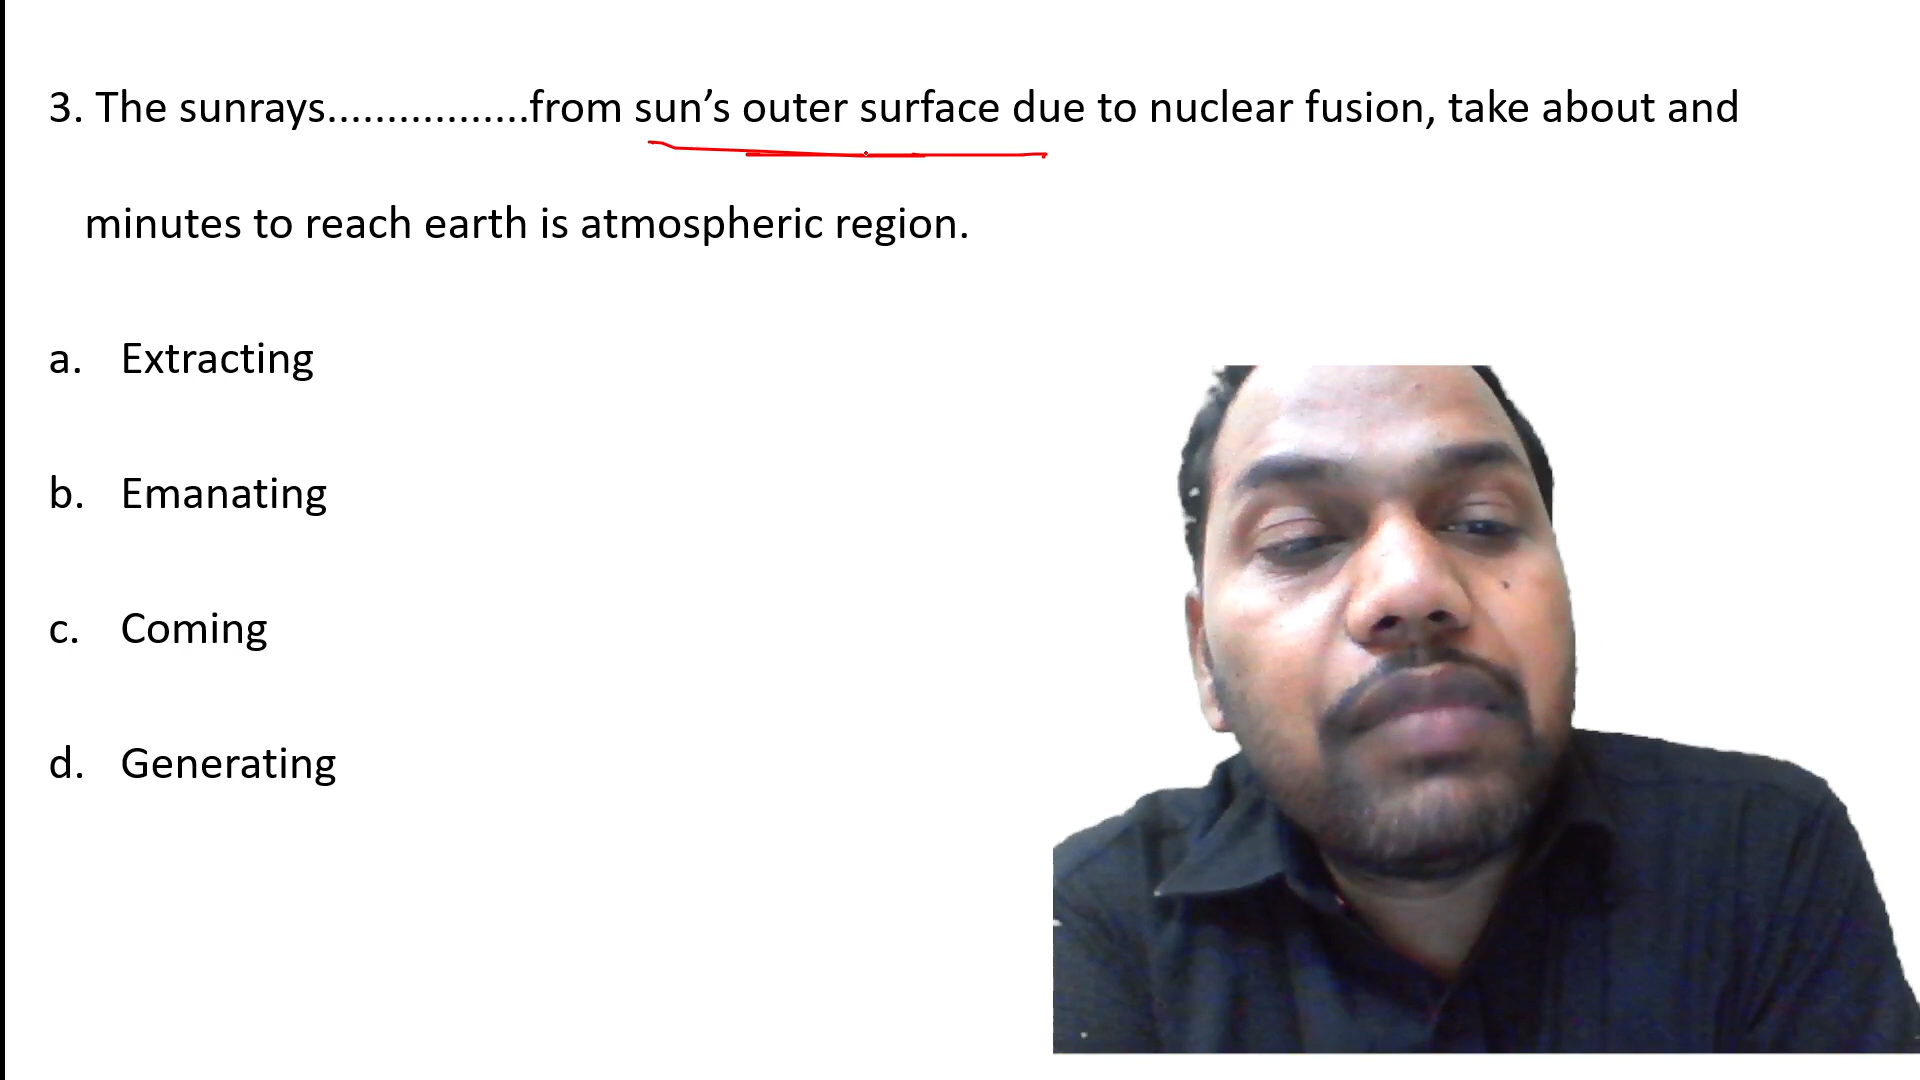 3. The sunrays.................from sun’s outer surface due to nuclear fusion, take about and
minutes to reach earth is atmospheric region.
a. Extracting
b. Emanating
c. Coming
d. Generating